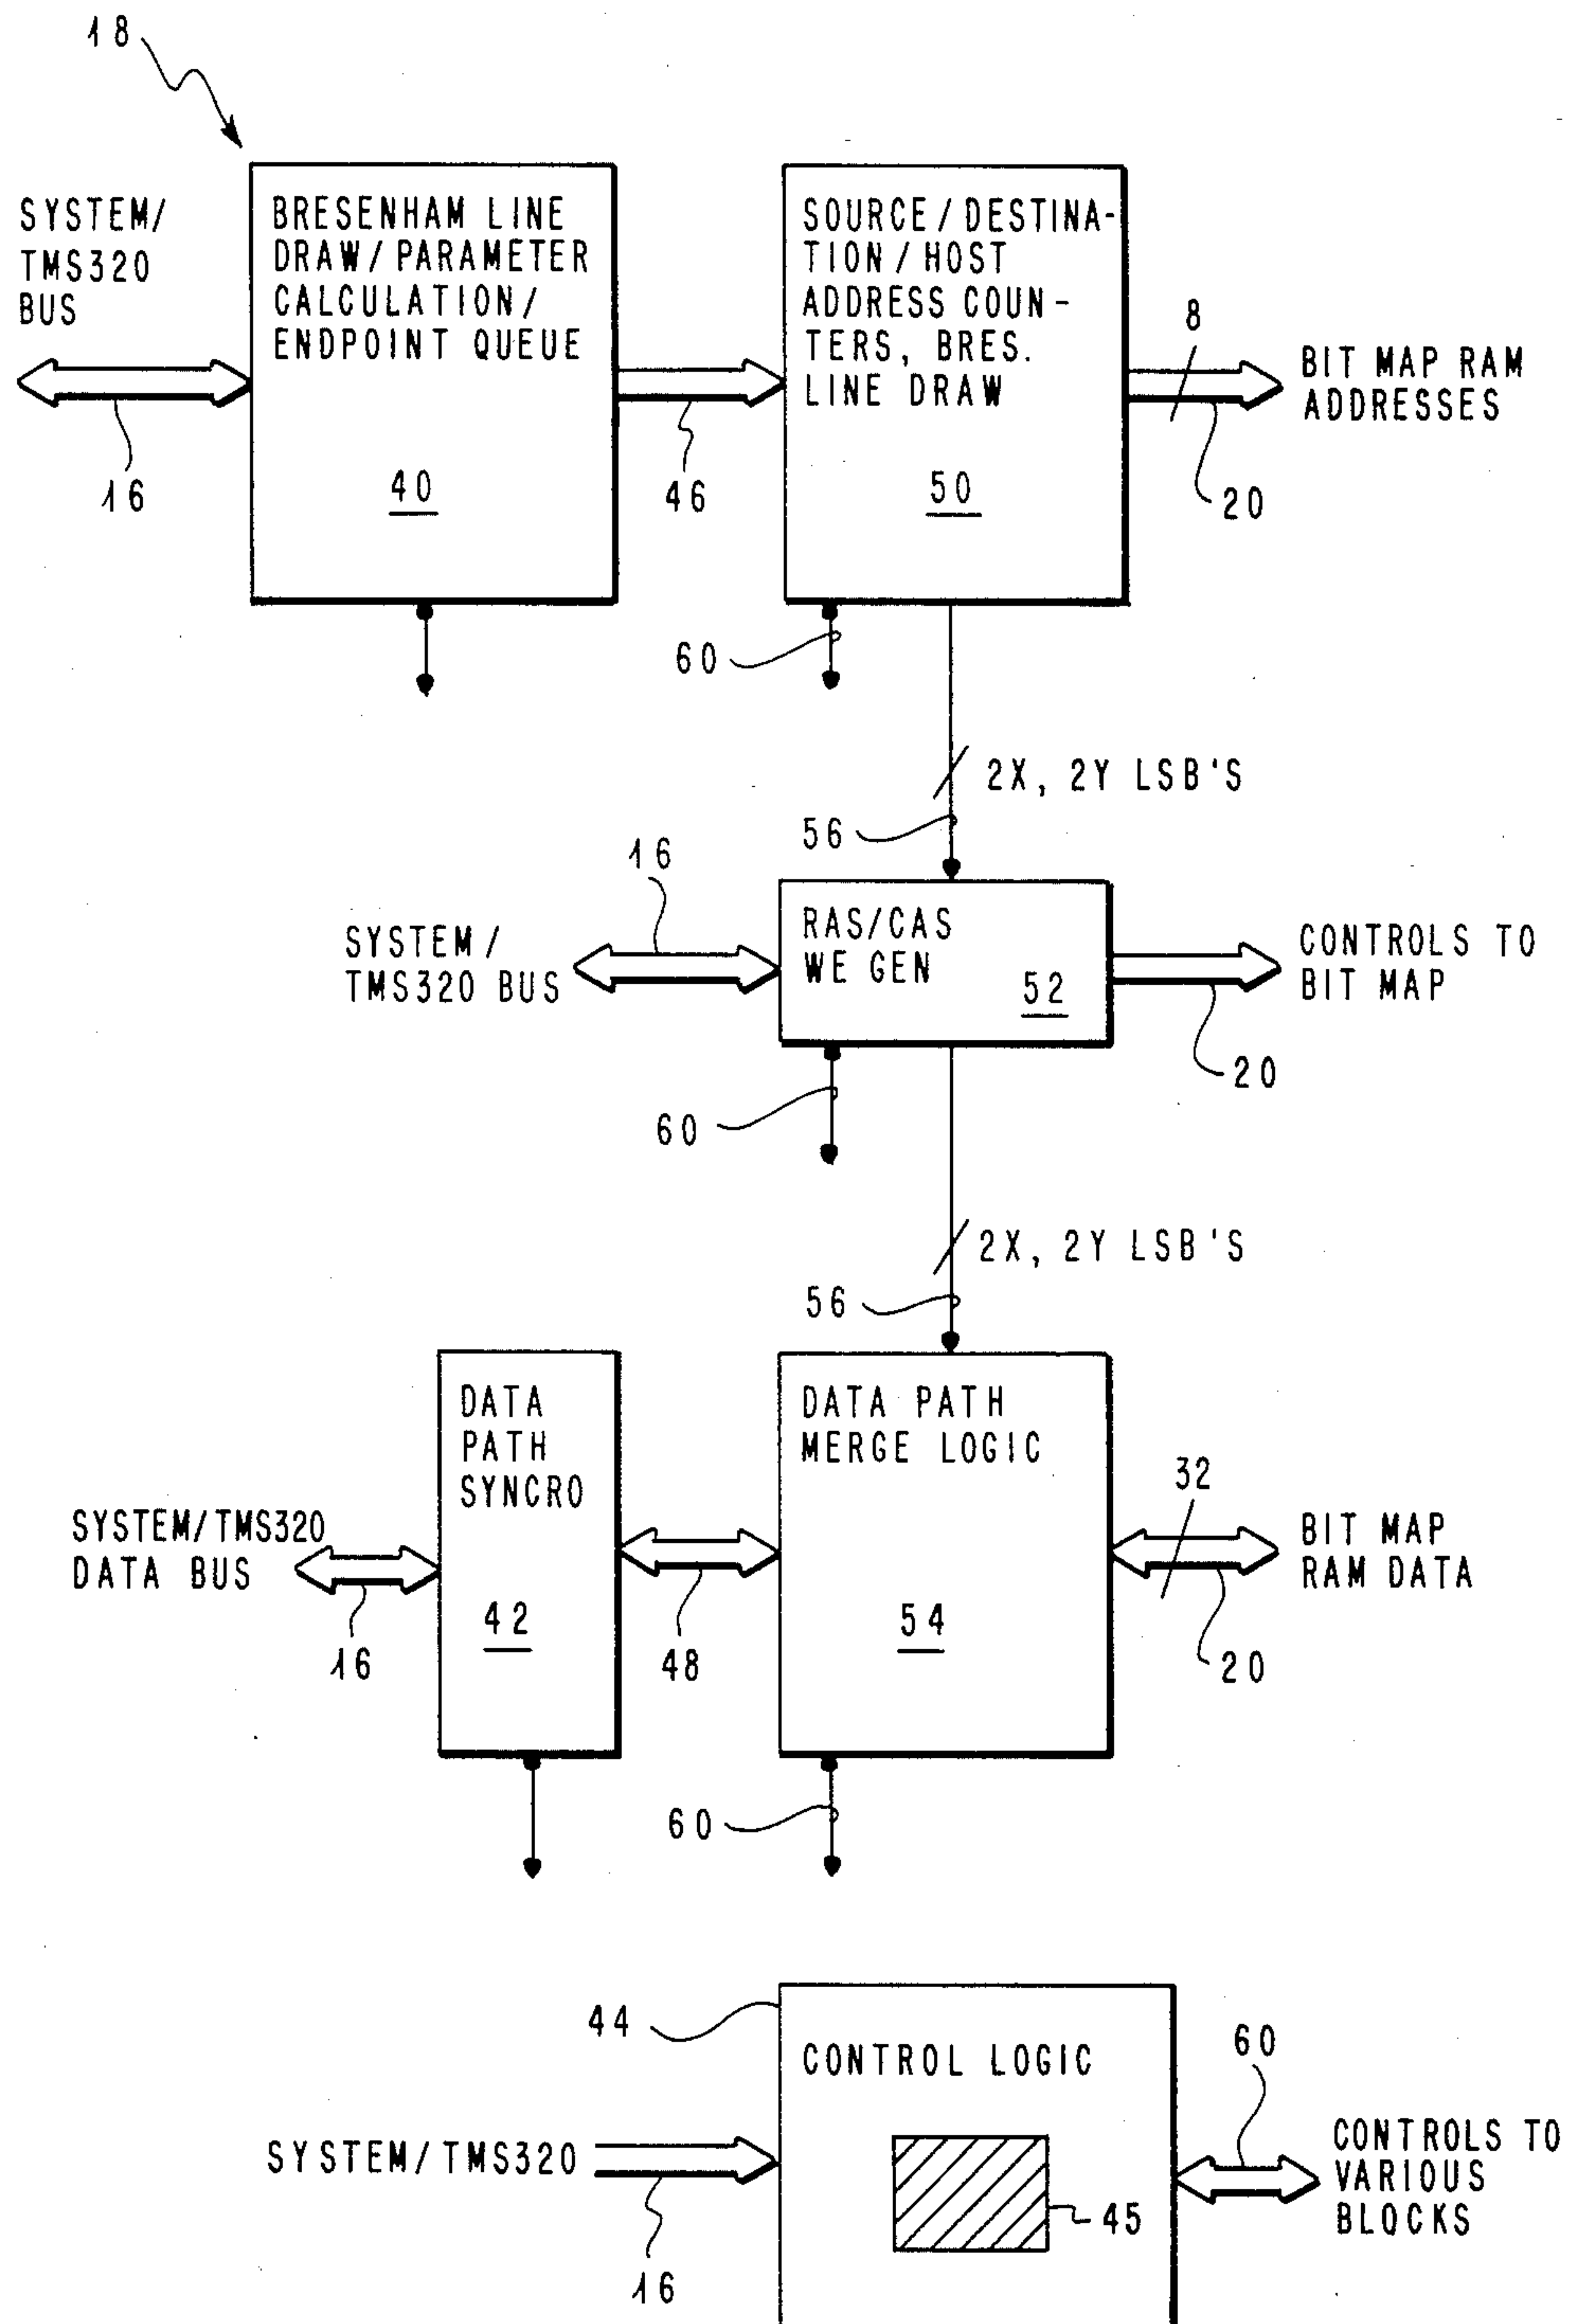 18
SYSTEM/
TMS320
BUS
16
BRESENHAM LINE
DRAW/PARAMETER
CALCULATION/
ENDPOINT QUEUE
40
46
SOURCE/DESTINA-
TION/HOST
ADDRESS COUN-
TERS, BRES.
LINE DRAW
50
8
BIT MAP RAM
ADDRESSES
20
60
2X, 2Y LSB'S
56
16
SYSTEM/
TMS320 BUS
RAS/CAS
WE GEN
52
CONTROLS TO
BIT MAP
20
60
2X, 2Y LSB'S
56
SYSTEM/TMS320
DATA BUS
16
DATA
PATH
SYNCRO
42
48
DATA PATH
MERGE LOGIC
54
32
BIT MAP
RAM DATA
20
60
44
CONTROL LOGIC
SYSTEM/TMS320
16
45
60
CONTROLS TO
VARIOUS
BLOCKS